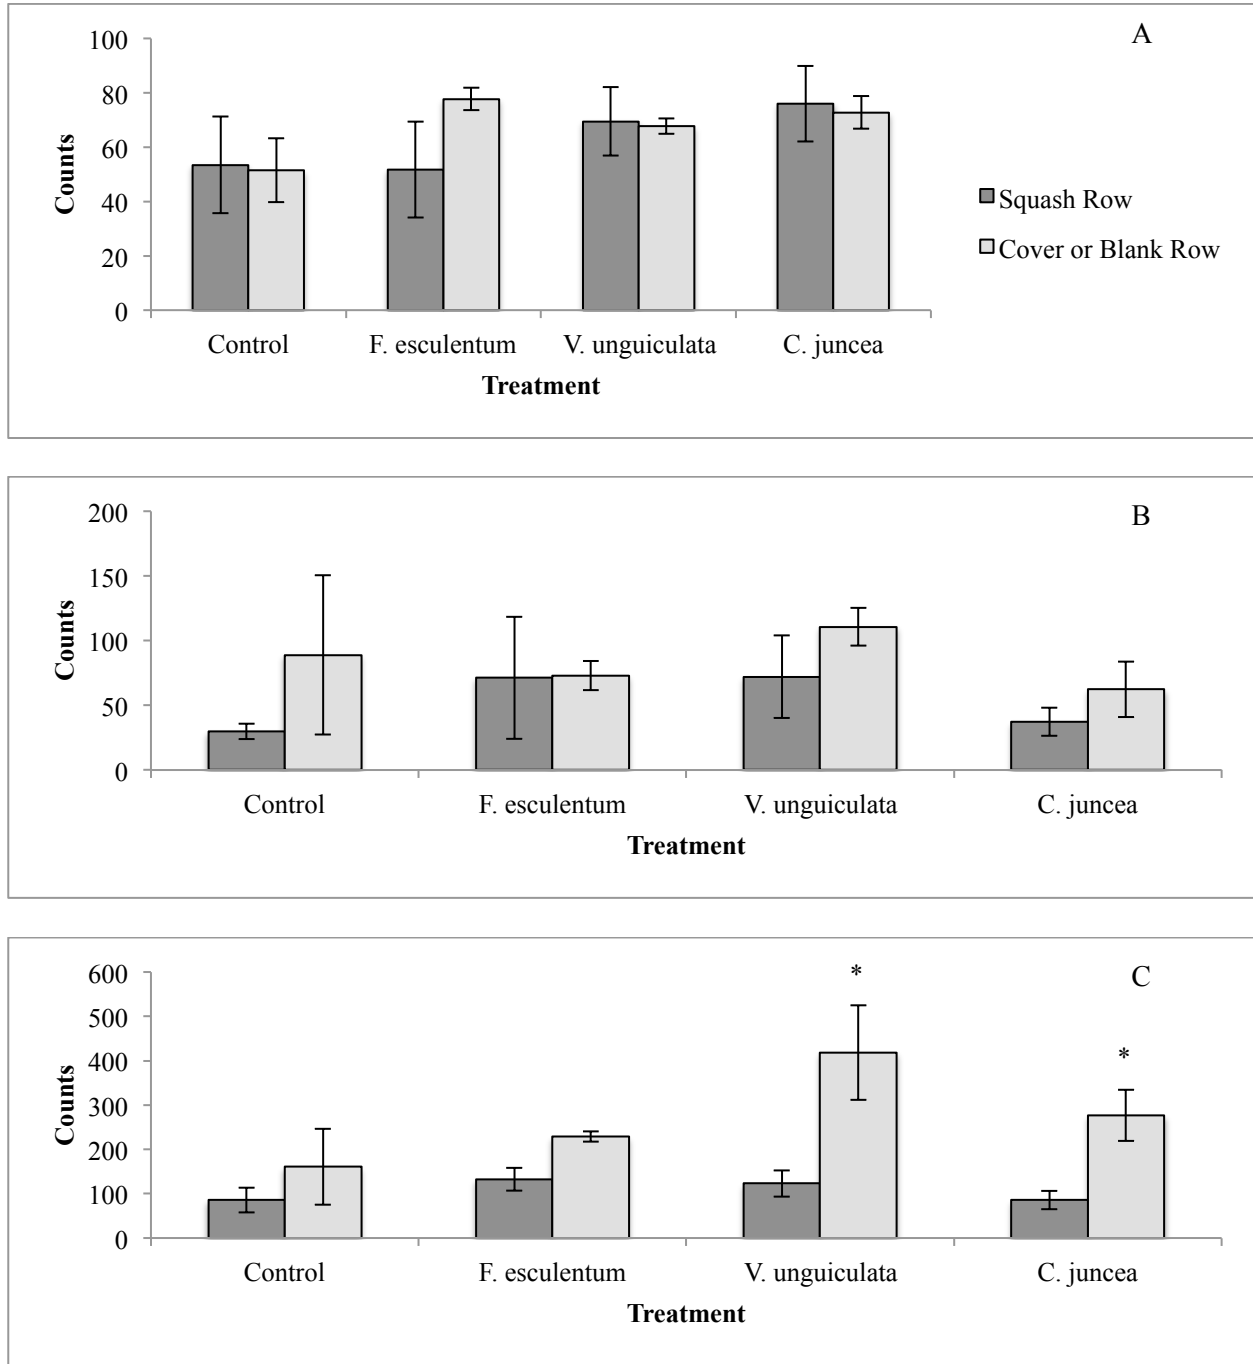 A
100
80
60
40
20
0
Counts
Control F. esculentum V. unguiculata C. juncea
Treatment
Squash Row
Cover or Blank Row
B
200
150
100
50
0
Counts
Control F. esculentum V. unguiculata C. juncea
Treatment
C
600
500
400
300
200
100
0
Counts
*
*
Control F. esculentum V. unguiculata C. juncea
Treatment